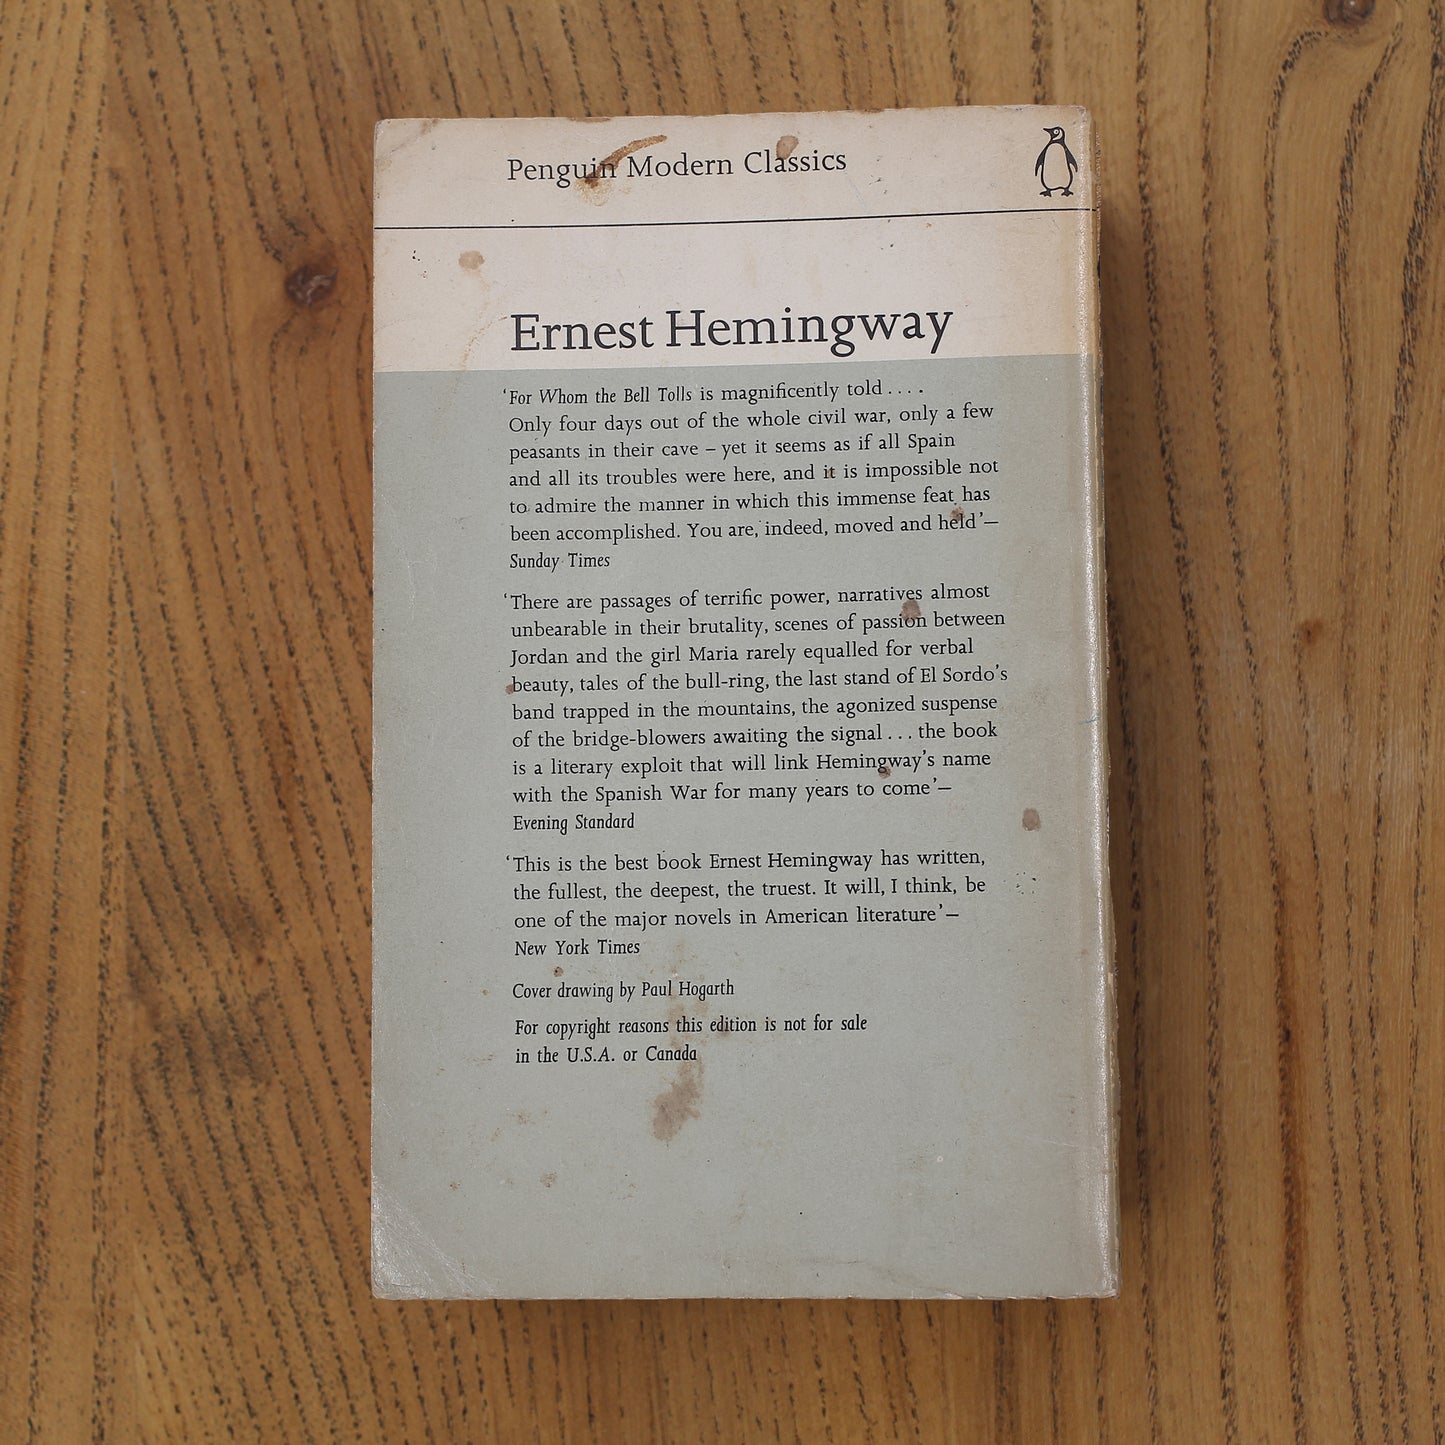 Penguin Modern Classics
Ernest Hemingway
‘For Whom the Bell Tolls is magnificently told . . . .
Only four days out of the whole civil war, only a few
peasants in their cave – yet it seems as if all Spain
and all its troubles were here, and it is impossible not
to admire the manner in which this immense feat has
been accomplished. You are, indeed, moved and held’–
Sunday Times
‘There are passages of terrific power, narratives almost
unbearable in their brutality, scenes of passion between
Jordan and the girl Maria rarely equalled for verbal
beauty, tales of the bull-ring, the last stand of El Sordo’s
band trapped in the mountains, the agonized suspense
of the bridge-blowers awaiting the signal . . . the book
is a literary exploit that will link Hemingway’s name
with the Spanish War for many years to come’–
Evening Standard
‘This is the best book Ernest Hemingway has written,
the fullest, the deepest, the truest. It will, I think, be
one of the major novels in American literature’–
New York Times
Cover drawing by Paul Hogarth
For copyright reasons this edition is not for sale
in the U.S.A. or Canada